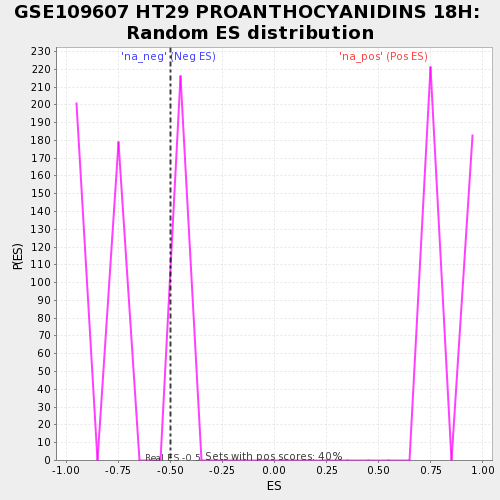 GSE109607 HT29 PROANTHOCYANIDINS 18H:
Random ES distribution
'na_neg' (Neg ES)
'na_pos' (Pos ES)
230
220
210
200
190
180
170
160
150
140
130
120
110
100
90
80
70
60
50
40
30
20
10
0
P(ES)
Real ES -0.5
Sets with pos scores: 40%
-1.00 -0.75 -0.50 -0.25 0.00 0.25 0.50 0.75 1.00
ES